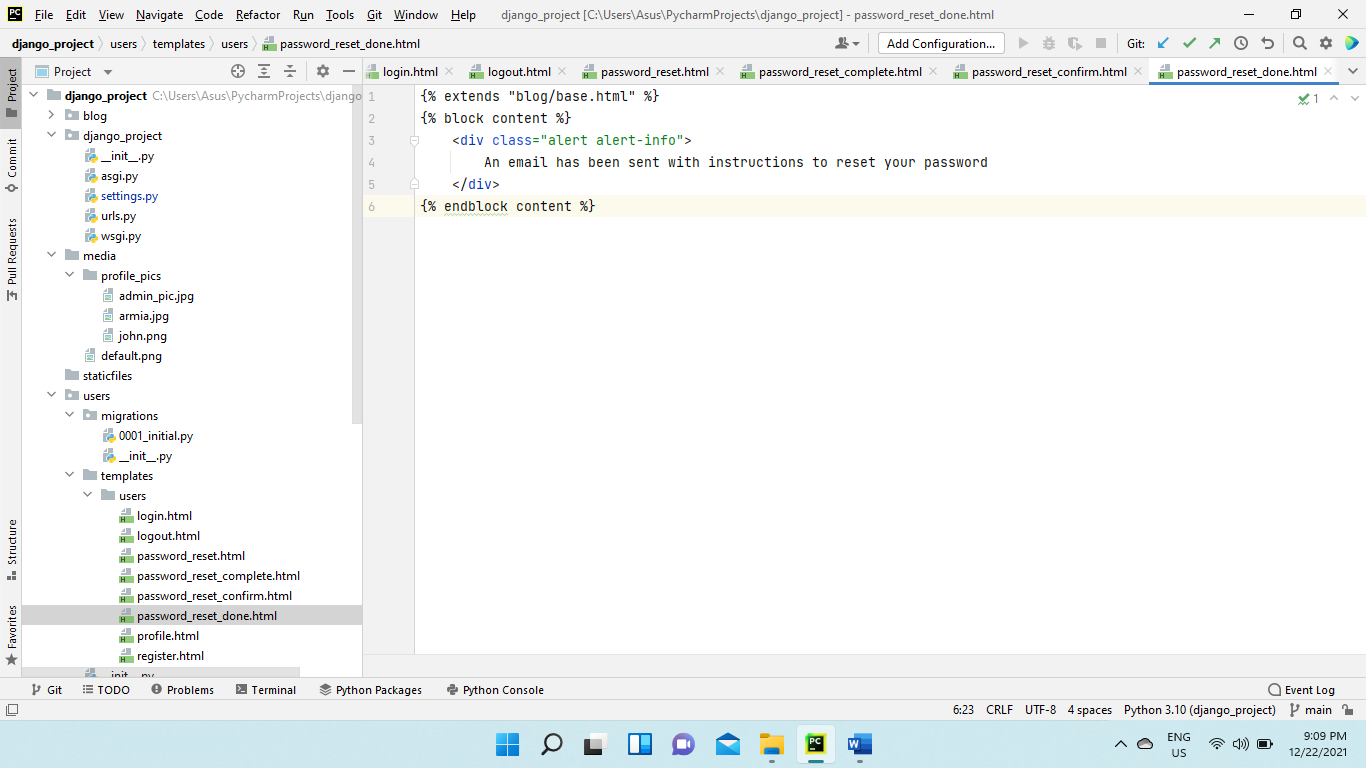 PC File Edit View Navigate Code Refactor Run Tools Git Window Help django_project [C:\Users\Asus\PycharmProjects\django_project] - password_reset_done.html
django_project users templates users password_reset_done.html Add Configuration... Git:
Project login.html logout.html password_reset.html password_reset_complete.html password_reset_confirm.html password_reset_done.html
Project
Commit
Pull Requests
Structure
Favorites
django_project C:\Users\Asus\PycharmProjects\django
blog
django_project
__init__.py
asgi.py
settings.py
urls.py
wsgi.py
media
profile_pics
admin_pic.jpg
armia.jpg
john.png
default.png
staticfiles
users
migrations
0001_initial.py
__init__.py
templates
users
login.html
logout.html
password_reset.html
password_reset_complete.html
password_reset_confirm.html
password_reset_done.html
profile.html
register.html
__init__.py
1 {% extends "blog/base.html" %}
2 {% block content %}
3 <div class="alert alert-info">
4 An email has been sent with instructions to reset your password
5 </div>
6 {% endblock content %}
1
Git TODO Problems Terminal Python Packages Python Console Event Log
6:23 CRLF UTF-8 4 spaces Python 3.10 (django_project) main
PC W
ENG
US
9:09 PM
12/22/2021